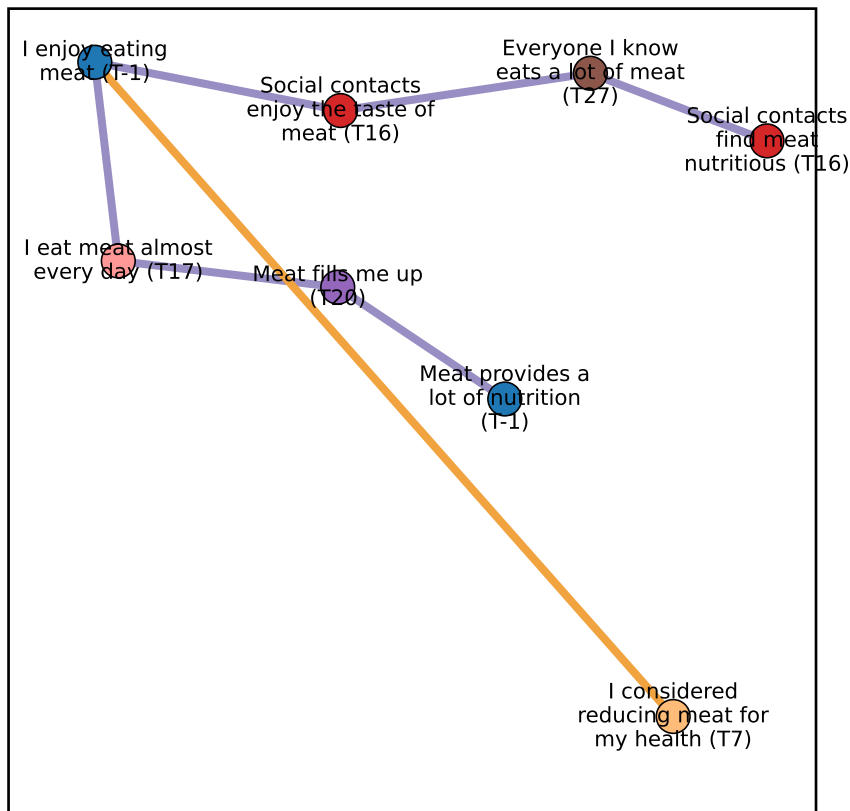 I enjoy eating
meat (T-1)
Social contacts
enjoy the taste of
meat (T16)
Everyone I know
eats a lot of meat
(T27)
Social contacts
find meat
nutritious (T16)
I eat meat almost
every day (T17)
Meat fills me up
(T20)
Meat provides a
lot of nutrition
(T-1)
I considered
reducing meat for
my health (T7)